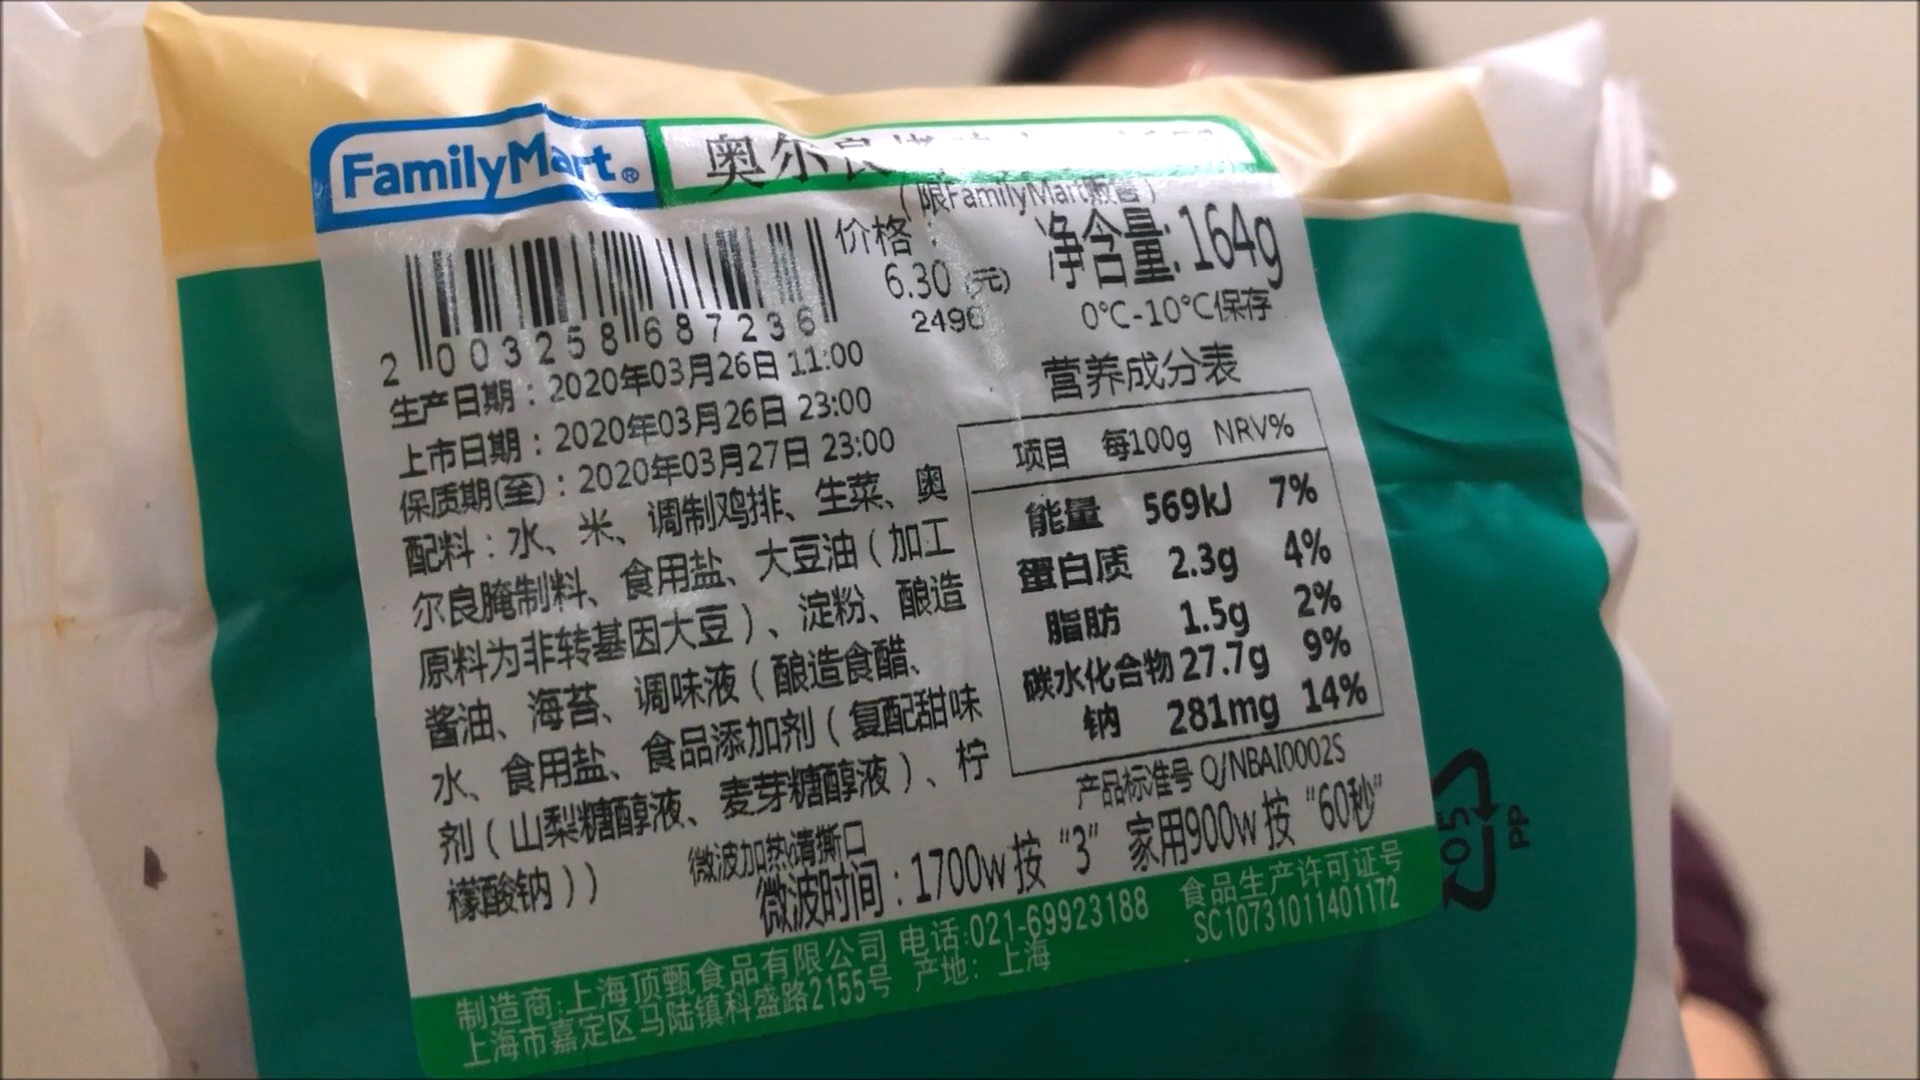 FamilyMart®
奥尔良
(限FamilyMart贩售)
价格:
6.30 (元)
2496
净含量:164g
0℃-10℃保存
2 003258 687236
生产日期:2020年03月26日 11:00
上市日期:2020年03月26日 23:00
保质期(至):2020年03月27日 23:00
配料:水、米、调制鸡排、生菜、奥
尔良腌制料、食用盐、大豆油(加工
原料为非转基因大豆)、淀粉、酿造
酱油、海苔、调味液(酿造食醋、
水、食用盐、食品添加剂(复配甜味
剂(山梨糖醇液、麦芽糖醇液)、柠
檬酸钠))
营养成分表
项目 每100g NRV%
能量 569kJ 7%
蛋白质 2.3g 4%
脂肪 1.5g 2%
碳水化合物 27.7g 9%
钠 281mg 14%
产品标准号 Q/NBAI0002S
微波加热请撕口
微波时间:1700w按“3” 家用900w按“60秒”
制造商:上海顶甄食品有限公司 电话:021-69923188
上海市嘉定区马陆镇科盛路2155号 产地:上海
食品生产许可证号
SC10731011401172
05
PP